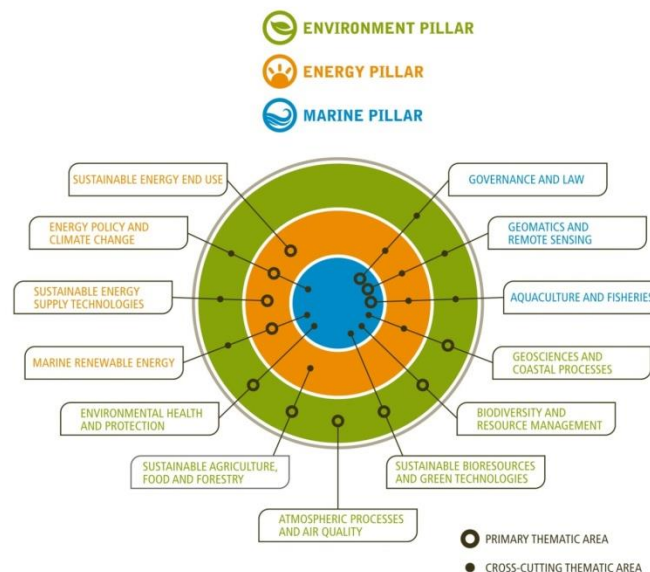 ENVIRONMENT PILLAR
ENERGY PILLAR
MARINE PILLAR
SUSTAINABLE ENERGY END USE
GOVERNANCE AND LAW
ENERGY POLICY AND
CLIMATE CHANGE
GEOMATICS AND
REMOTE SENSING
SUSTAINABLE ENERGY
SUPPLY TECHNOLOGIES
AQUACULTURE AND FISHERIES
MARINE RENEWABLE ENERGY
GEOSCIENCES AND
COASTAL PROCESSES
ENVIRONMENTAL HEALTH
AND PROTECTION
BIODIVERSITY AND
RESOURCE MANAGEMENT
SUSTAINABLE AGRICULTURE,
FOOD AND FORESTRY
SUSTAINABLE BIORESOURCES
AND GREEN TECHNOLOGIES
ATMOSPHERIC PROCESSES
AND AIR QUALITY
PRIMARY THEMATIC AREA
CROSS-CUTTING THEMATIC AREA